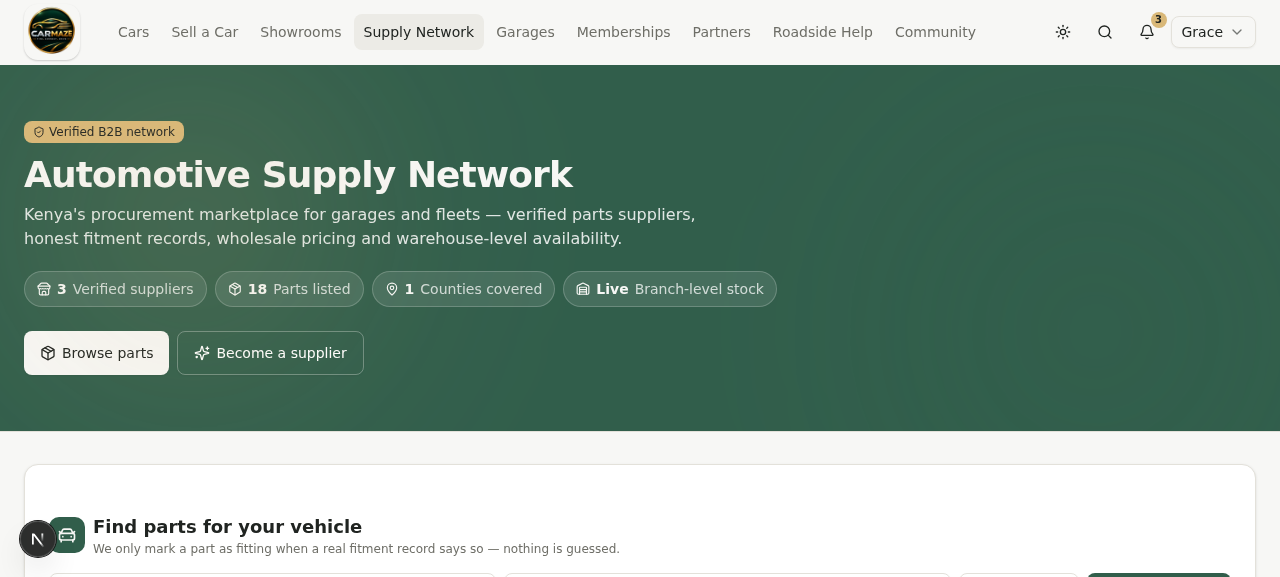 CARMAZE
Cars
Sell a Car
Showrooms
Supply Network
Garages
Memberships
Partners
Roadside Help
Community
3
Grace
Verified B2B network
Automotive Supply Network
Kenya's procurement marketplace for garages and fleets — verified parts suppliers,
honest fitment records, wholesale pricing and warehouse-level availability.
3 Verified suppliers
18 Parts listed
1 Counties covered
Live Branch-level stock
Browse parts
Become a supplier
Find parts for your vehicle
We only mark a part as fitting when a real fitment record says so — nothing is guessed.
N